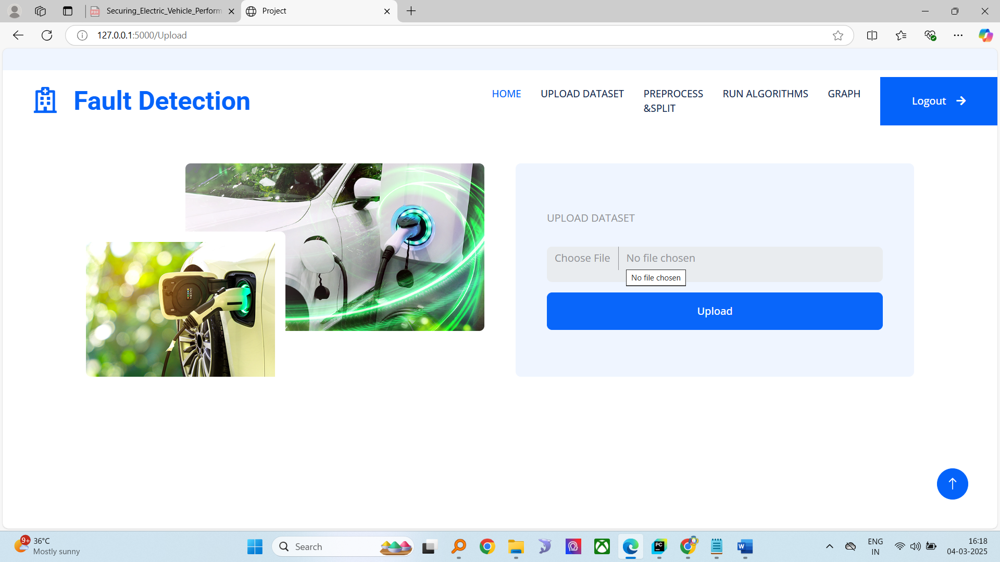 Securing_Electric_Vehicle_Perform
Project
127.0.0.1:5000/Upload
Fault Detection
HOME
UPLOAD DATASET
PREPROCESS
&SPLIT
RUN ALGORITHMS
GRAPH
Logout
EV
UPLOAD DATASET
Choose File
No file chosen
No file chosen
Upload
9+
36°C
Mostly sunny
Search
PC
W
ENG
IN
16:18
04-03-2025